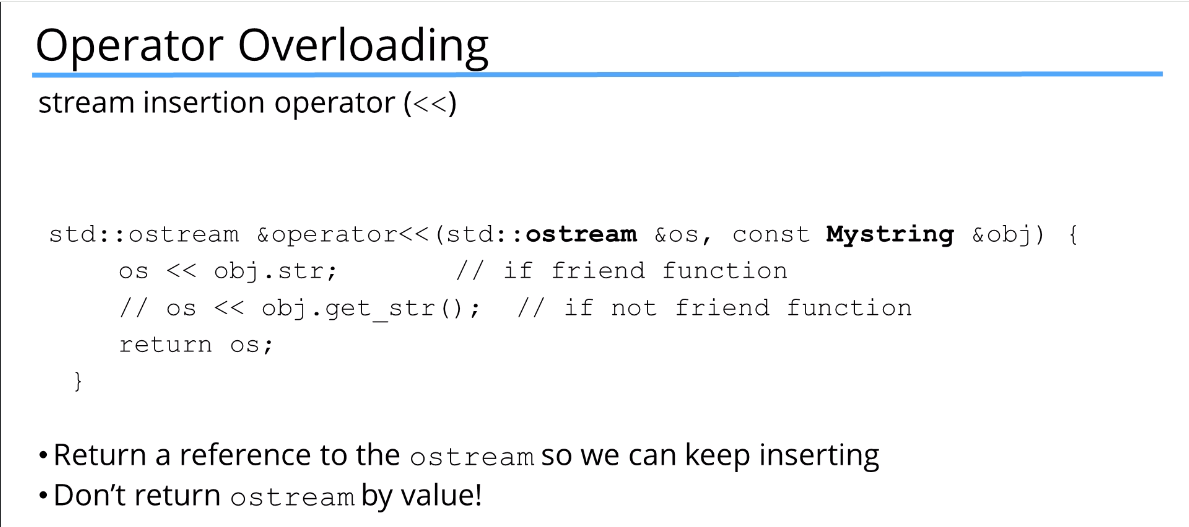 Operator Overloading
stream insertion operator (<<)
std::ostream &operator<<(std::ostream &os, const Mystring &obj) {
os << obj.str; // if friend function
// os << obj.get_str(); // if not friend function
return os;
}
•Return a reference to the ostream so we can keep inserting
•Don’t return ostream by value!